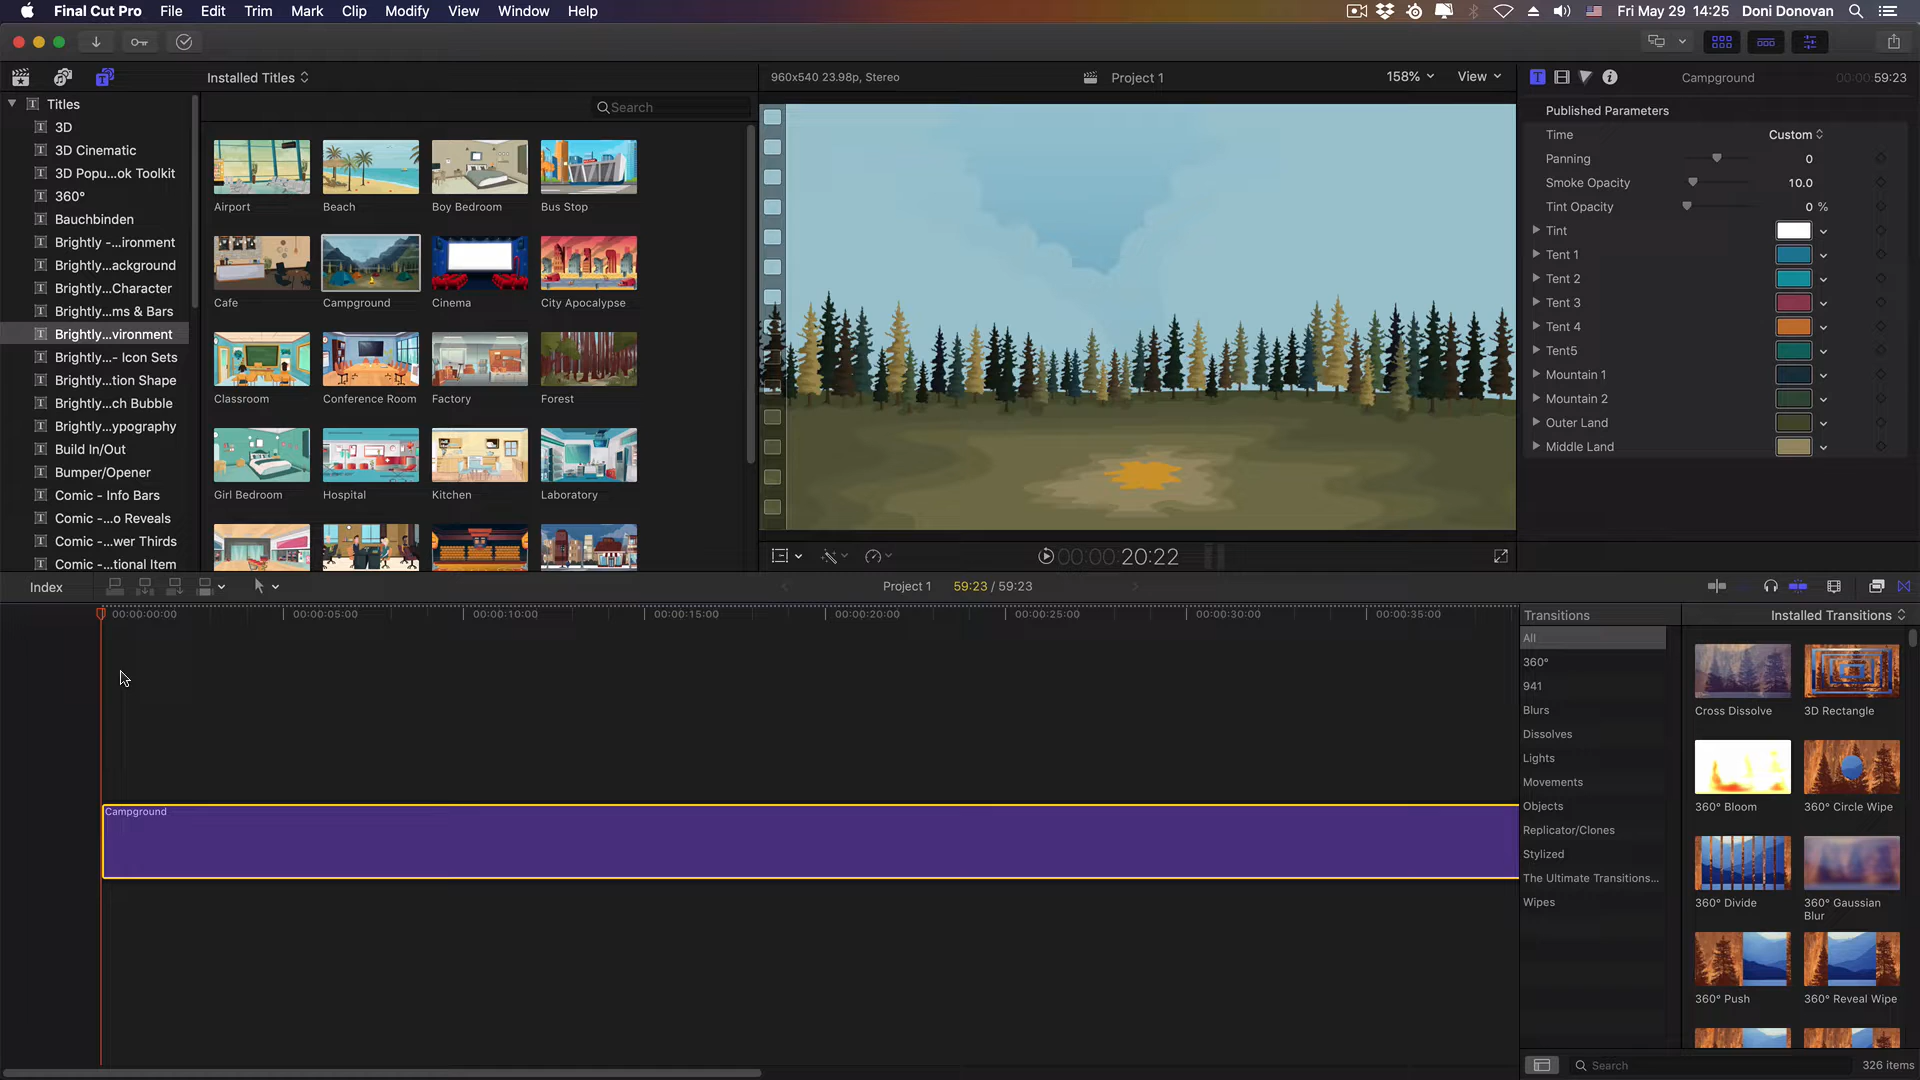 Final Cut Pro File Edit Trim Mark Clip Modify View Window Help Fri May 29 14:25 Doni Donovan
Installed Titles
960x540 23.98p, Stereo
Project 1
158%
View
Campground
00:00:59:23
Titles
3D
3D Cinematic
3D Popu...ok Toolkit
360°
Bauchbinden
Brightly -...ironment
Brightly...ackground
Brightly...Character
Brightly...ms & Bars
Brightly...vironment
Brightly...- Icon Sets
Brightly...tion Shape
Brightly...ch Bubble
Brightly...ypography
Build In/Out
Bumper/Opener
Comic - Info Bars
Comic -...o Reveals
Comic -...wer Thirds
Comic -...tional Item
Search
Airport Beach Boy Bedroom Bus Stop
Cafe Campground Cinema City Apocalypse
Classroom Conference Room Factory Forest
Girl Bedroom Hospital Kitchen Laboratory
Published Parameters
Time Custom
Panning 0
Smoke Opacity 10.0
Tint Opacity 0 %
Tint
Tent 1
Tent 2
Tent 3
Tent 4
Tent5
Mountain 1
Mountain 2
Outer Land
Middle Land
00:00:20:22
Index
Project 1
59:23 / 59:23
00:00:00:00 00:00:05:00 00:00:10:00 00:00:15:00 00:00:20:00 00:00:25:00 00:00:30:00 00:00:35:00
Campground
Transitions
Installed Transitions
All
360°
941
Blurs
Dissolves
Lights
Movements
Objects
Replicator/Clones
Stylized
The Ultimate Transitions...
Wipes
Cross Dissolve 3D Rectangle
360° Bloom 360° Circle Wipe
360° Divide 360° Gaussian
Blur
360° Push 360° Reveal Wipe
Search
326 items